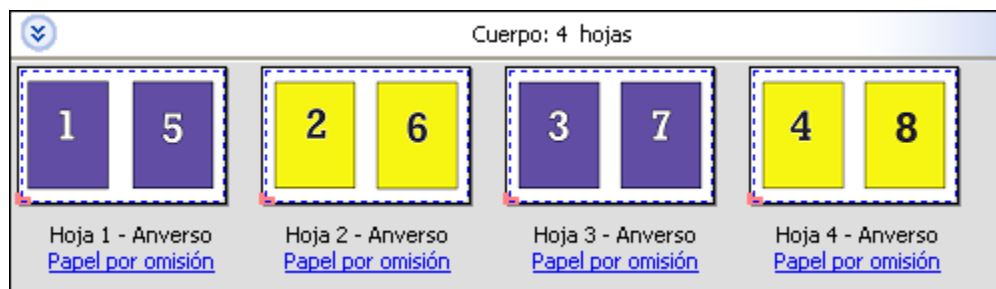 Cuerpo: 4 hojas
1 5 2 6 3 7 4 8
Hoja 1 - Anverso Hoja 2 - Anverso Hoja 3 - Anverso Hoja 4 - Anverso
Papel por omisión Papel por omisión Papel por omisión Papel por omisión